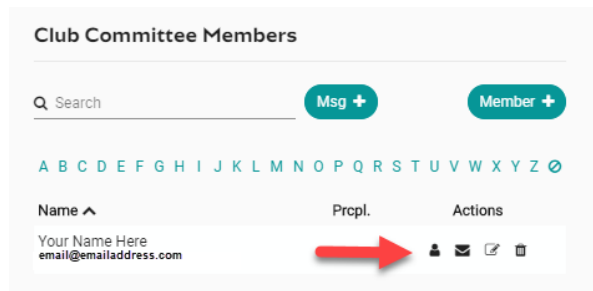 Club Committee Members
Search Msg + Member +
A B C D E F G H I J K L M N O P Q R S T U V W X Y Z
Name Prcpl. Actions
Your Name Here
email@emailaddress.com